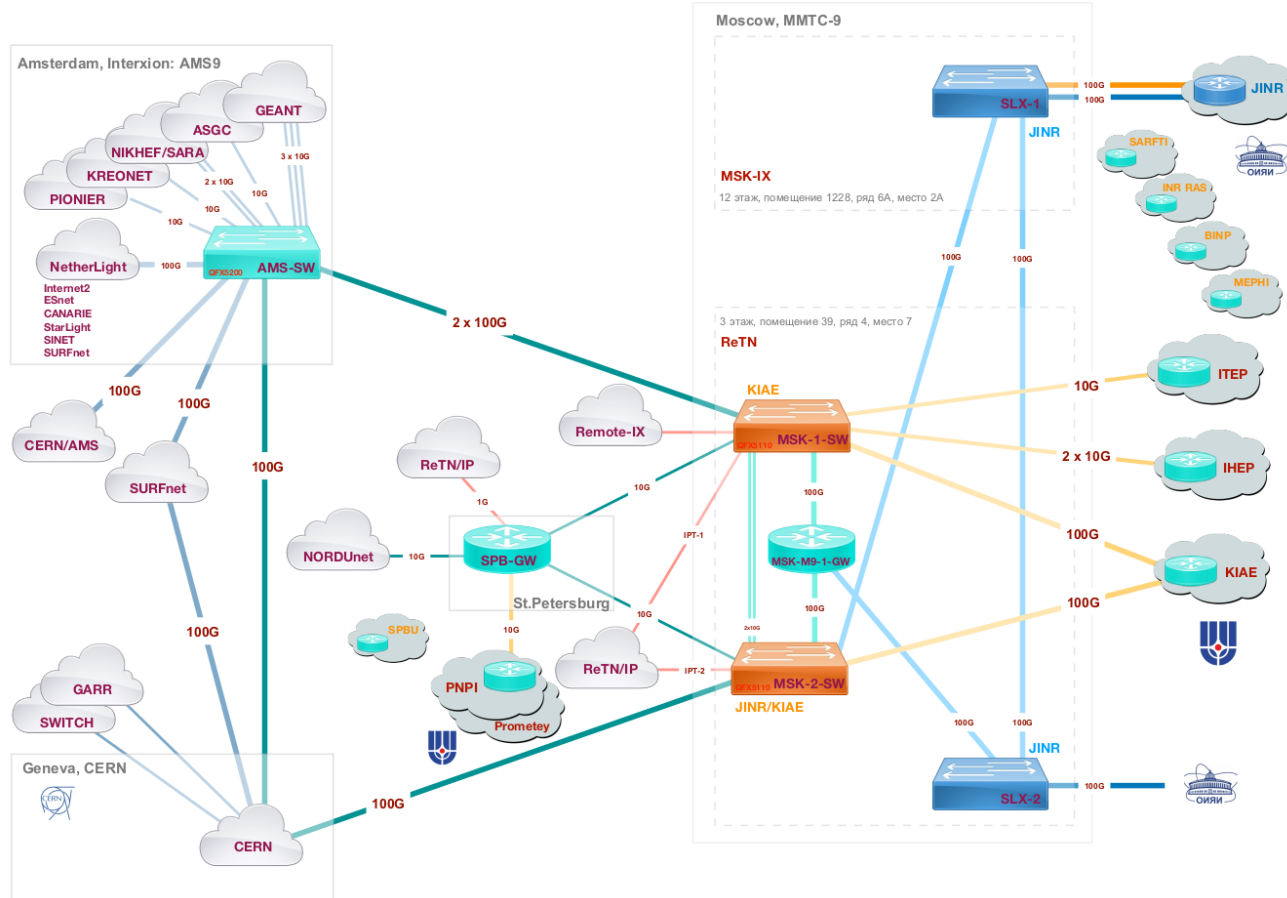 Moscow, MMTC-9
Amsterdam, Interxion: AMS9
GEANT
ASGC
NIKHEF/SARA
KREONET
PIONIER
3 x 10G
2 x 10G
10G
10G
10G
NetherLight
100G
QFX5200
AMS-SW
Internet2
ESnet
CANARIE
StarLight
SINET
SURFnet
SLX-1
JINR
100G
100G
JINR
SARFTI
ОИЯИ
INR RAS
BINP
MEPHI
MSK-IX
12 этаж, помещение 1228, ряд 6А, место 2А
100G
100G
2 x 100G
3 этаж, помещение 39, ряд 4, место 7
ReTN
KIAE
QFX5110
MSK-1-SW
10G
ITEP
2 x 10G
IHEP
100G
KIAE
100G
100G
CERN/AMS
100G
SURFnet
100G
Remote-IX
ReTN/IP
1G
10G
IPT-1
100G
NORDUnet
10G
SPB-GW
MSK-M9-1-GW
St.Petersburg
10G
100G
10G
2x10G
SPBU
PNPI
Prometey
ReTN/IP
IPT-2
QFX5110
MSK-2-SW
JINR/KIAE
100G
GARR
SWITCH
100G
100G
JINR
SLX-2
100G
ОИЯИ
Geneva, CERN
CERN
100G
CERN